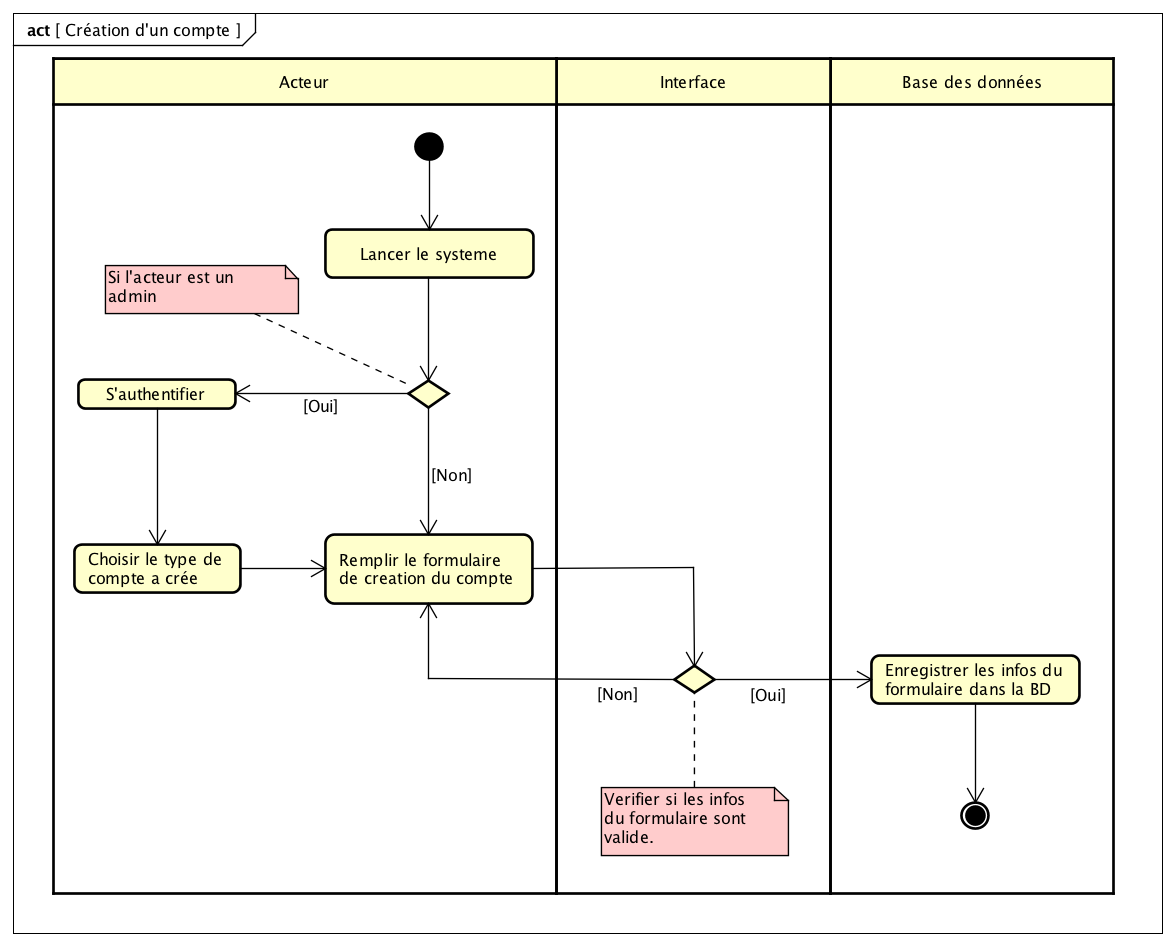 act [ Création d'un compte ]
Acteur
Interface
Base des données
Lancer le systeme
Si l'acteur est un
admin
S'authentifier
[Oui]
[Non]
Choisir le type de
compte a crée
Remplir le formulaire
de creation du compte
Enregistrer les infos du
formulaire dans la BD
[Non]
[Oui]
Verifier si les infos
du formulaire sont
valide.